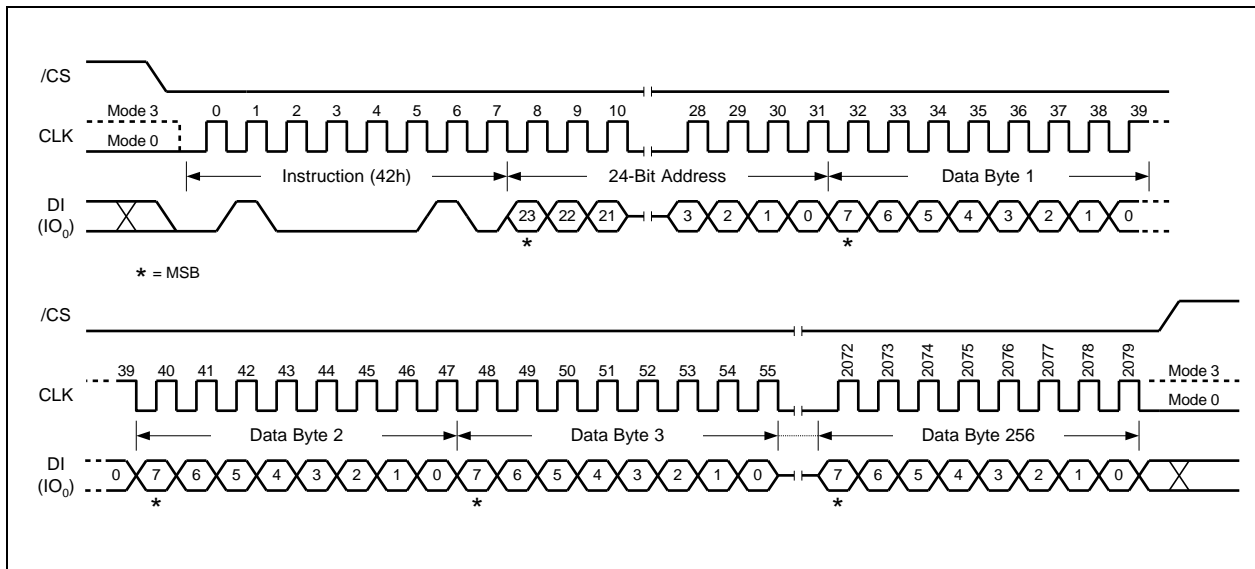 /CS
Mode 3
0 1 2 3 4 5 6 7 8 9 10 28 29 30 31 32 33 34 35 36 37 38 39
CLK
Mode 0
Instruction (42h) 24-Bit Address Data Byte 1
DI
(IO0)
23 22 21 3 2 1 0 7 6 5 4 3 2 1 0
* *
* = MSB
/CS
39 40 41 42 43 44 45 46 47 48 49 50 51 52 53 54 55 2072 2073 2074 2075 2076 2077 2078 2079
Mode 3
CLK
Mode 0
Data Byte 2 Data Byte 3 Data Byte 256
DI
(IO0)
0 7 6 5 4 3 2 1 0 7 6 5 4 3 2 1 0 7 6 5 4 3 2 1 0
* * *